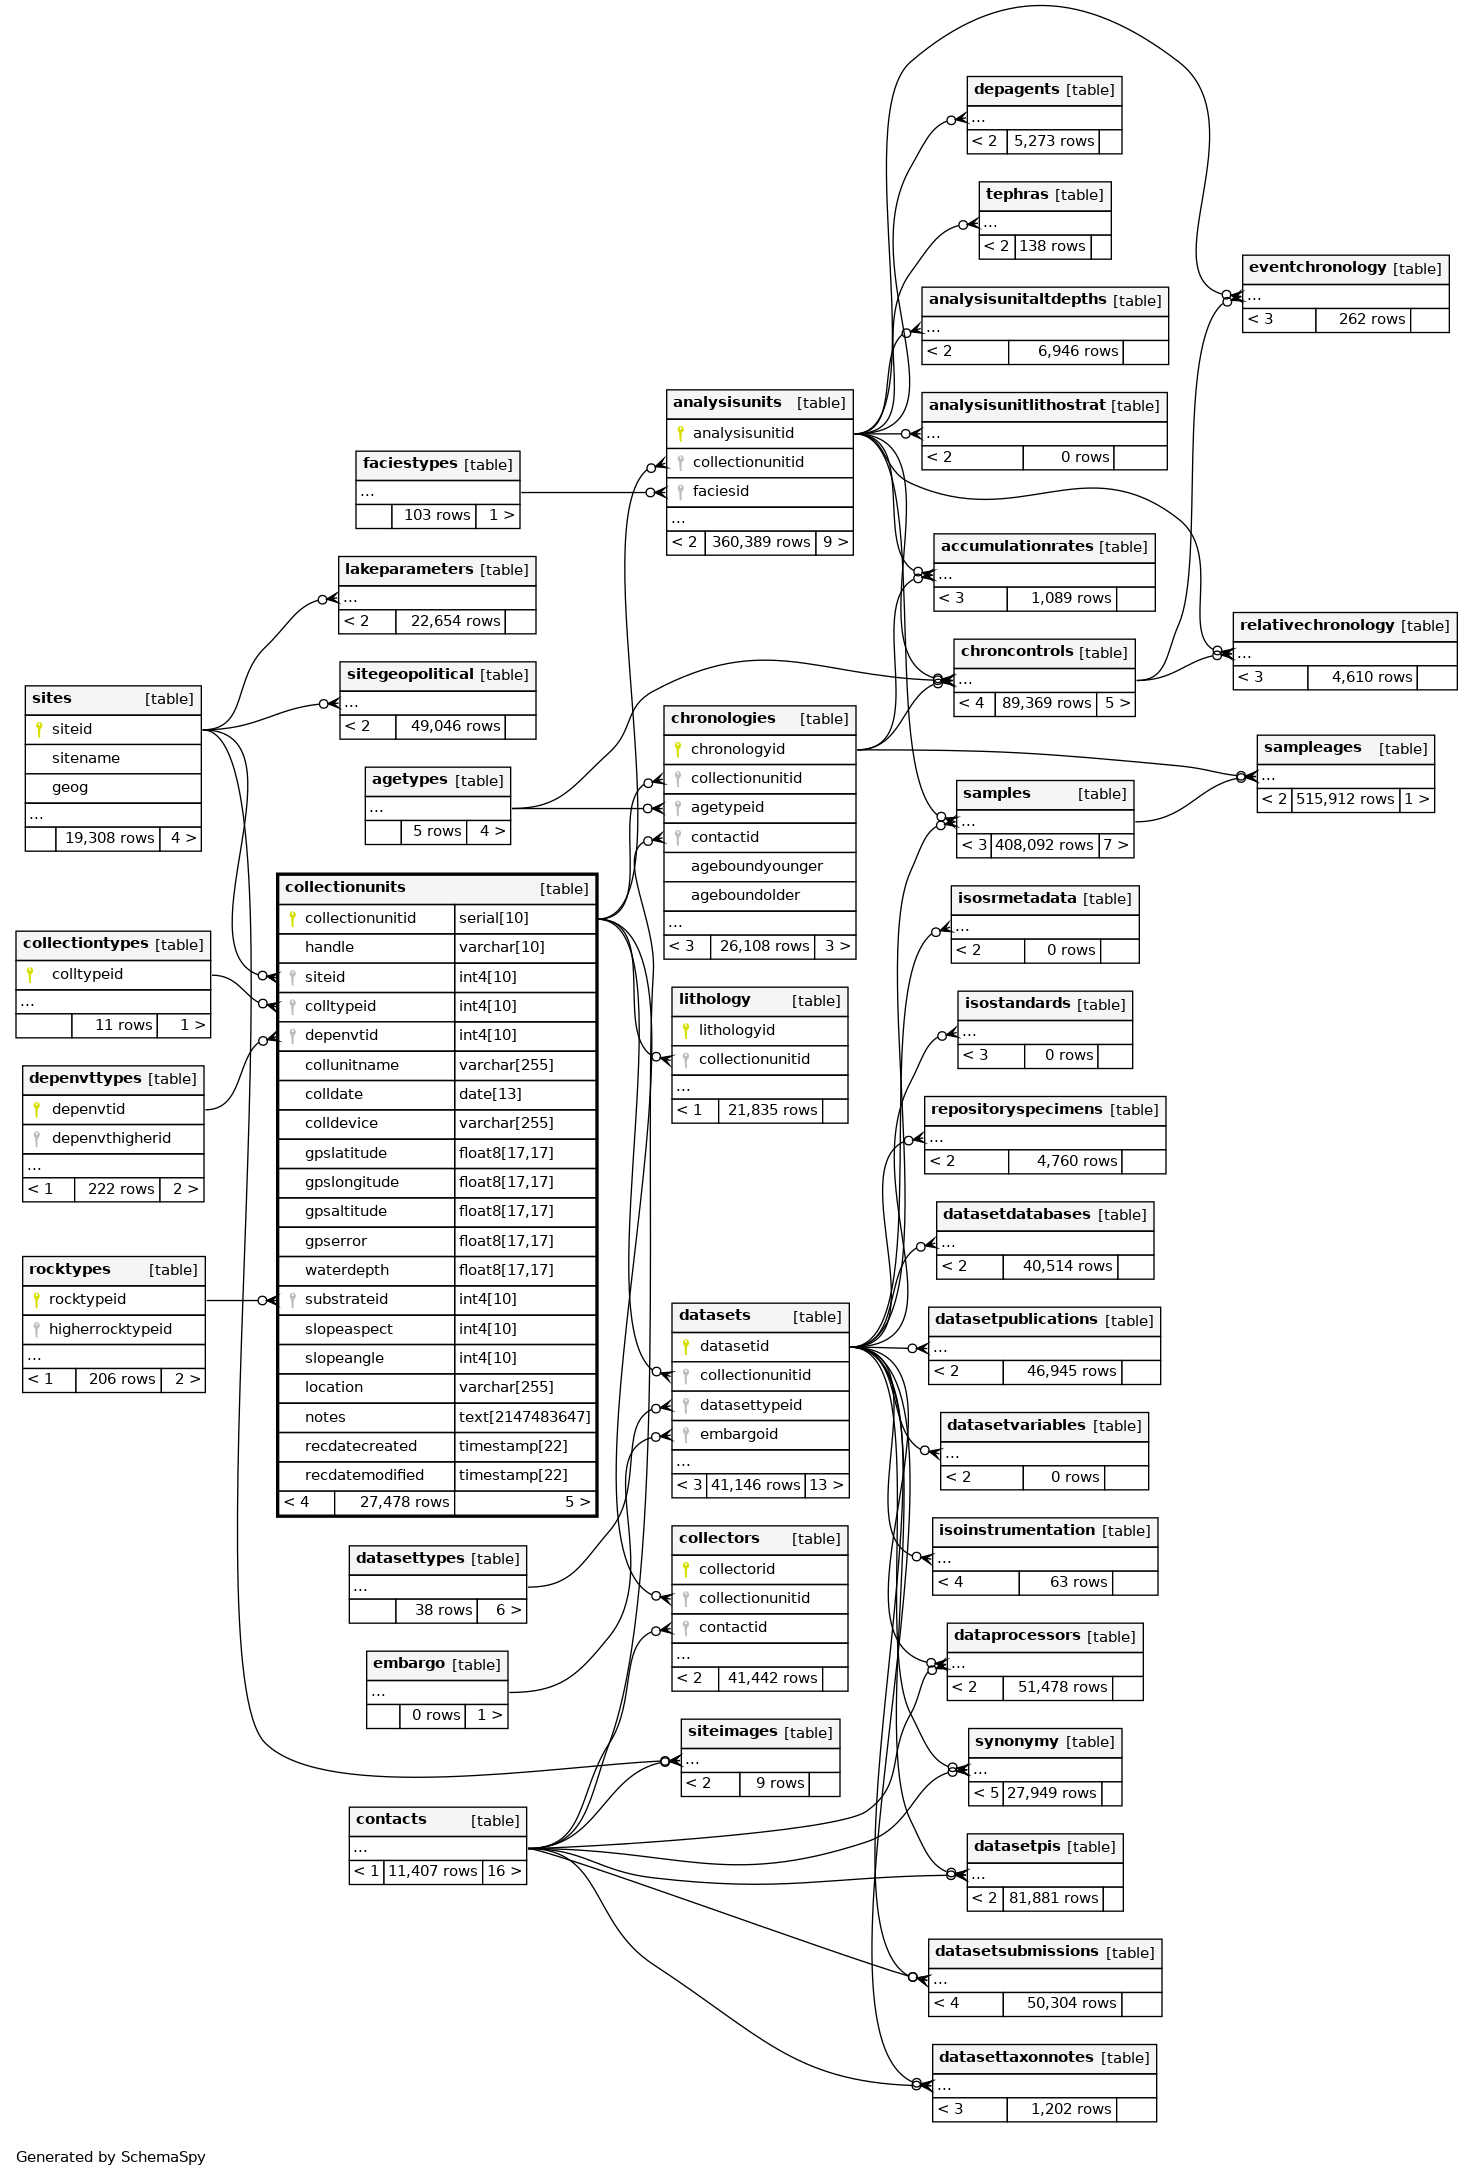 depagents [table]
...
< 2 5,273 rows
tephras [table]
...
< 2 138 rows
eventchronology [table]
...
< 3 262 rows
analysisunitaltdepths [table]
...
< 2 6,946 rows
analysisunits [table]
analysisunitid
collectionunitid
faciesid
...
< 2 360,389 rows 9 >
analysisunitlithostrat [table]
...
< 2 0 rows
faciestypes [table]
...
103 rows 1 >
accumulationrates [table]
...
< 3 1,089 rows
lakeparameters [table]
...
< 2 22,654 rows
relativechronology [table]
...
< 3 4,610 rows
chroncontrols [table]
...
< 4 89,369 rows 5 >
sitegeopolitical [table]
...
< 2 49,046 rows
sites [table]
siteid
sitename
geog
...
19,308 rows 4 >
chronologies [table]
chronologyid
collectionunitid
agetypeid
contactid
ageboundyounger
ageboundolder
...
< 3 26,108 rows 3 >
sampleages [table]
...
< 2 515,912 rows 1 >
agetypes [table]
...
5 rows 4 >
samples [table]
...
< 3 408,092 rows 7 >
collectionunits [table]
collectionunitid serial[10]
handle varchar[10]
siteid int4[10]
colltypeid int4[10]
depenvtid int4[10]
collunitname varchar[255]
colldate date[13]
colldevice varchar[255]
gpslatitude float8[17,17]
gpslongitude float8[17,17]
gpsaltitude float8[17,17]
gpserror float8[17,17]
waterdepth float8[17,17]
substrateid int4[10]
slopeaspect int4[10]
slopeangle int4[10]
location varchar[255]
notes text[2147483647]
recdatecreated timestamp[22]
recdatemodified timestamp[22]
< 4 27,478 rows 5 >
isosrmetadata [table]
...
< 2 0 rows
collectiontypes [table]
colltypeid
...
11 rows 1 >
lithology [table]
lithologyid
collectionunitid
...
< 1 21,835 rows
isostandards [table]
...
< 3 0 rows
depenvttypes [table]
depenvtid
depenvthigherid
...
< 1 222 rows 2 >
repositoryspecimens [table]
...
< 2 4,760 rows
datasetdatabases [table]
...
< 2 40,514 rows
rocktypes [table]
rocktypeid
higherrocktypeid
...
< 1 206 rows 2 >
datasets [table]
datasetid
collectionunitid
datasettypeid
embargoid
...
< 3 41,146 rows 13 >
datasetpublications [table]
...
< 2 46,945 rows
datasetvariables [table]
...
< 2 0 rows
isoinstrumentation [table]
...
< 4 63 rows
collectors [table]
collectorid
collectionunitid
contactid
...
< 2 41,442 rows
datasettypes [table]
...
38 rows 6 >
dataprocessors [table]
...
< 2 51,478 rows
embargo [table]
...
0 rows 1 >
siteimages [table]
...
< 2 9 rows
synonymy [table]
...
< 5 27,949 rows
contacts [table]
...
< 1 11,407 rows 16 >
datasetpis [table]
...
< 2 81,881 rows
datasetsubmissions [table]
...
< 4 50,304 rows
datasettaxonnotes [table]
...
< 3 1,202 rows
Generated by SchemaSpy